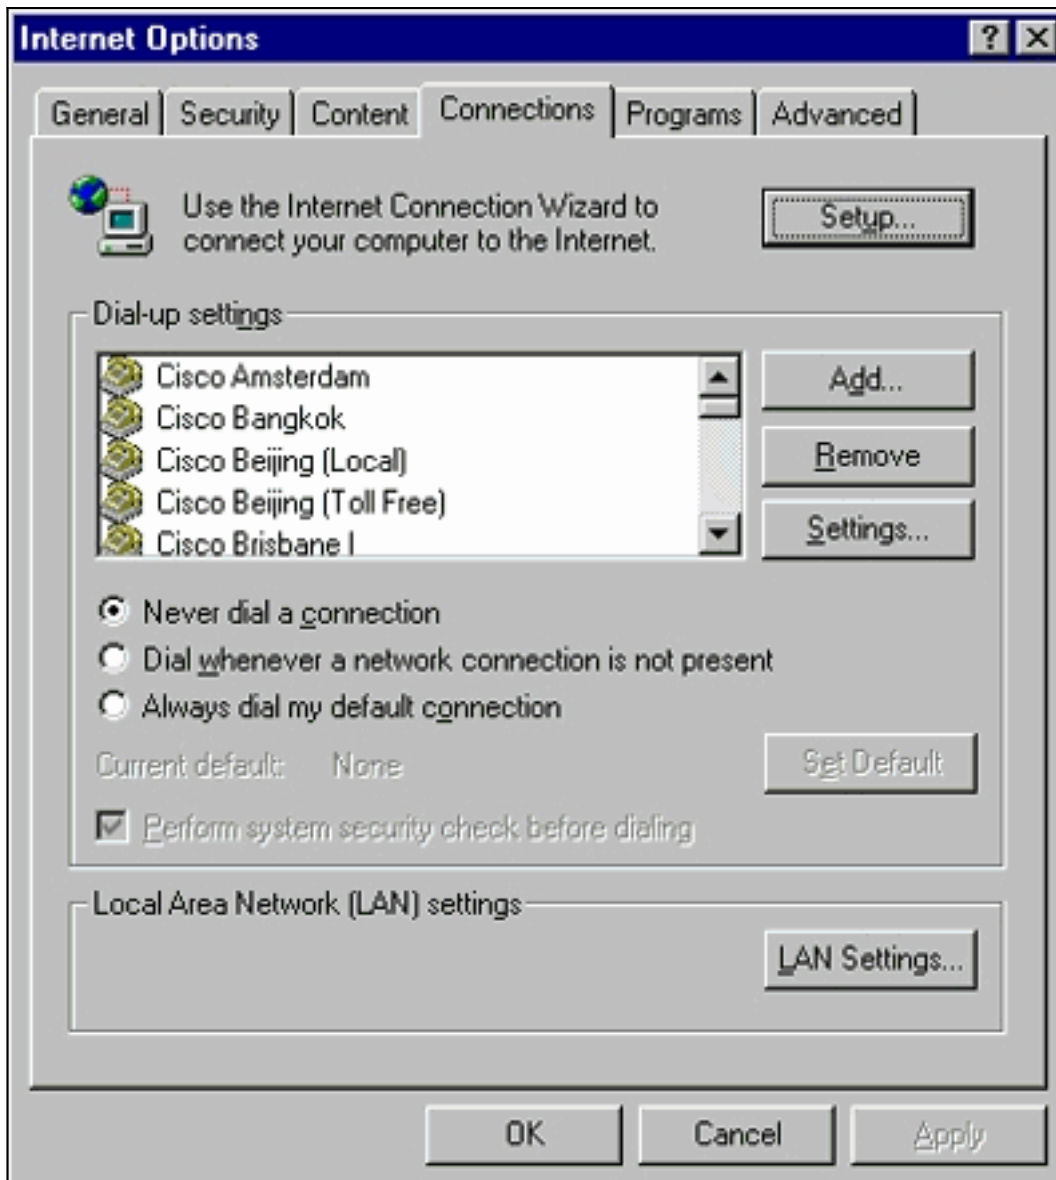 Internet Options
General Security Content Connections Programs Advanced
Use the Internet Connection Wizard to
connect your computer to the Internet.
Setup...
Dial-up settings
Cisco Amsterdam
Cisco Bangkok
Cisco Beijing (Local)
Cisco Beijing (Toll Free)
Cisco Brisbane I
Add...
Remove
Settings...
Never dial a connection
Dial whenever a network connection is not present
Always dial my default connection
Current default: None
Set Default
Perform system security check before dialing
Local Area Network (LAN) settings
LAN Settings...
OK Cancel Apply